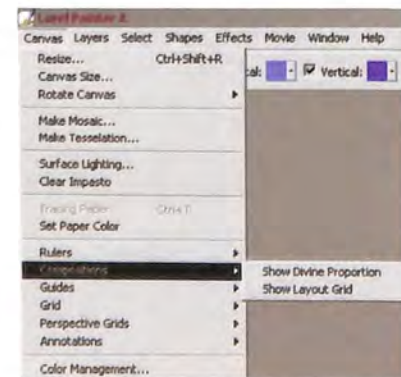 Corel Painter X
Canvas Layers Select Shapes Effects Movie Window Help
Resize... Ctrl+Shift+R
Canvas Size...
Rotate Canvas
Make Mosaic...
Make Tesselation...
Surface Lighting...
Clear Impasto
Tracing Paper Ctrl+T
Set Paper Color
Rulers
Compositions
Guides
Grid
Perspective Grids
Annotations
Color Management...
cal: Vertical:
Show Divine Proportion
Show Layout Grid